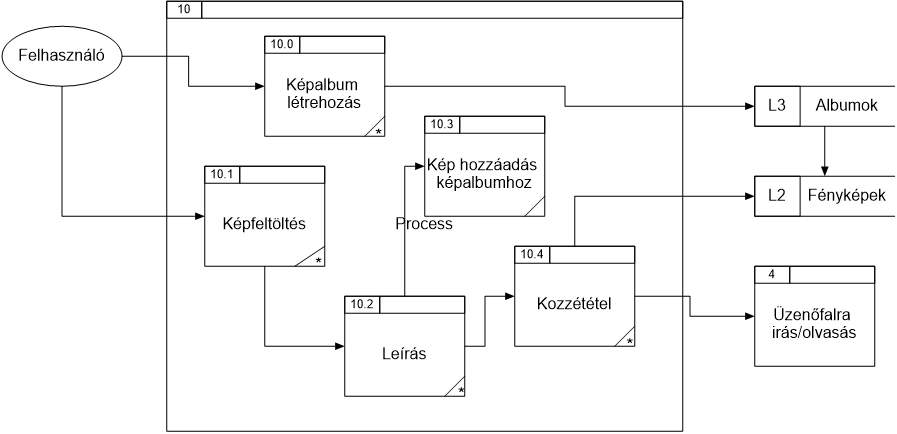 10
Felhasználó
10.0
Képalbum
létrehozás
*
L3
Albumok
10.3
Kép hozzáadás
képalbumhoz
10.1
Képfeltöltés
*
L2
Fényképek
Process
10.4
Kozzététel
*
4
Üzenőfalra
irás/olvasás
10.2
Leírás
*